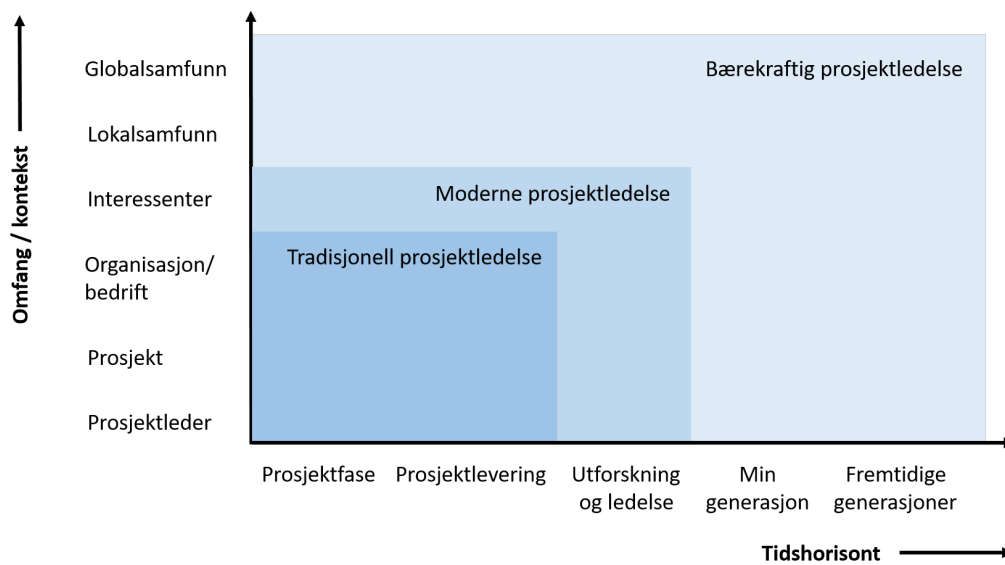 Omfang / kontekst
Globalsamfunn
Lokalsamfunn
Interessenter
Organisasjon/
bedrift
Prosjekt
Prosjektleder
Bærekraftig prosjektledelse
Moderne prosjektledelse
Tradisjonell prosjektledelse
Prosjektfase
Prosjektlevering
Utforskning
og ledelse
Min
generasjon
Fremtidige
generasjoner
Tidshorisont